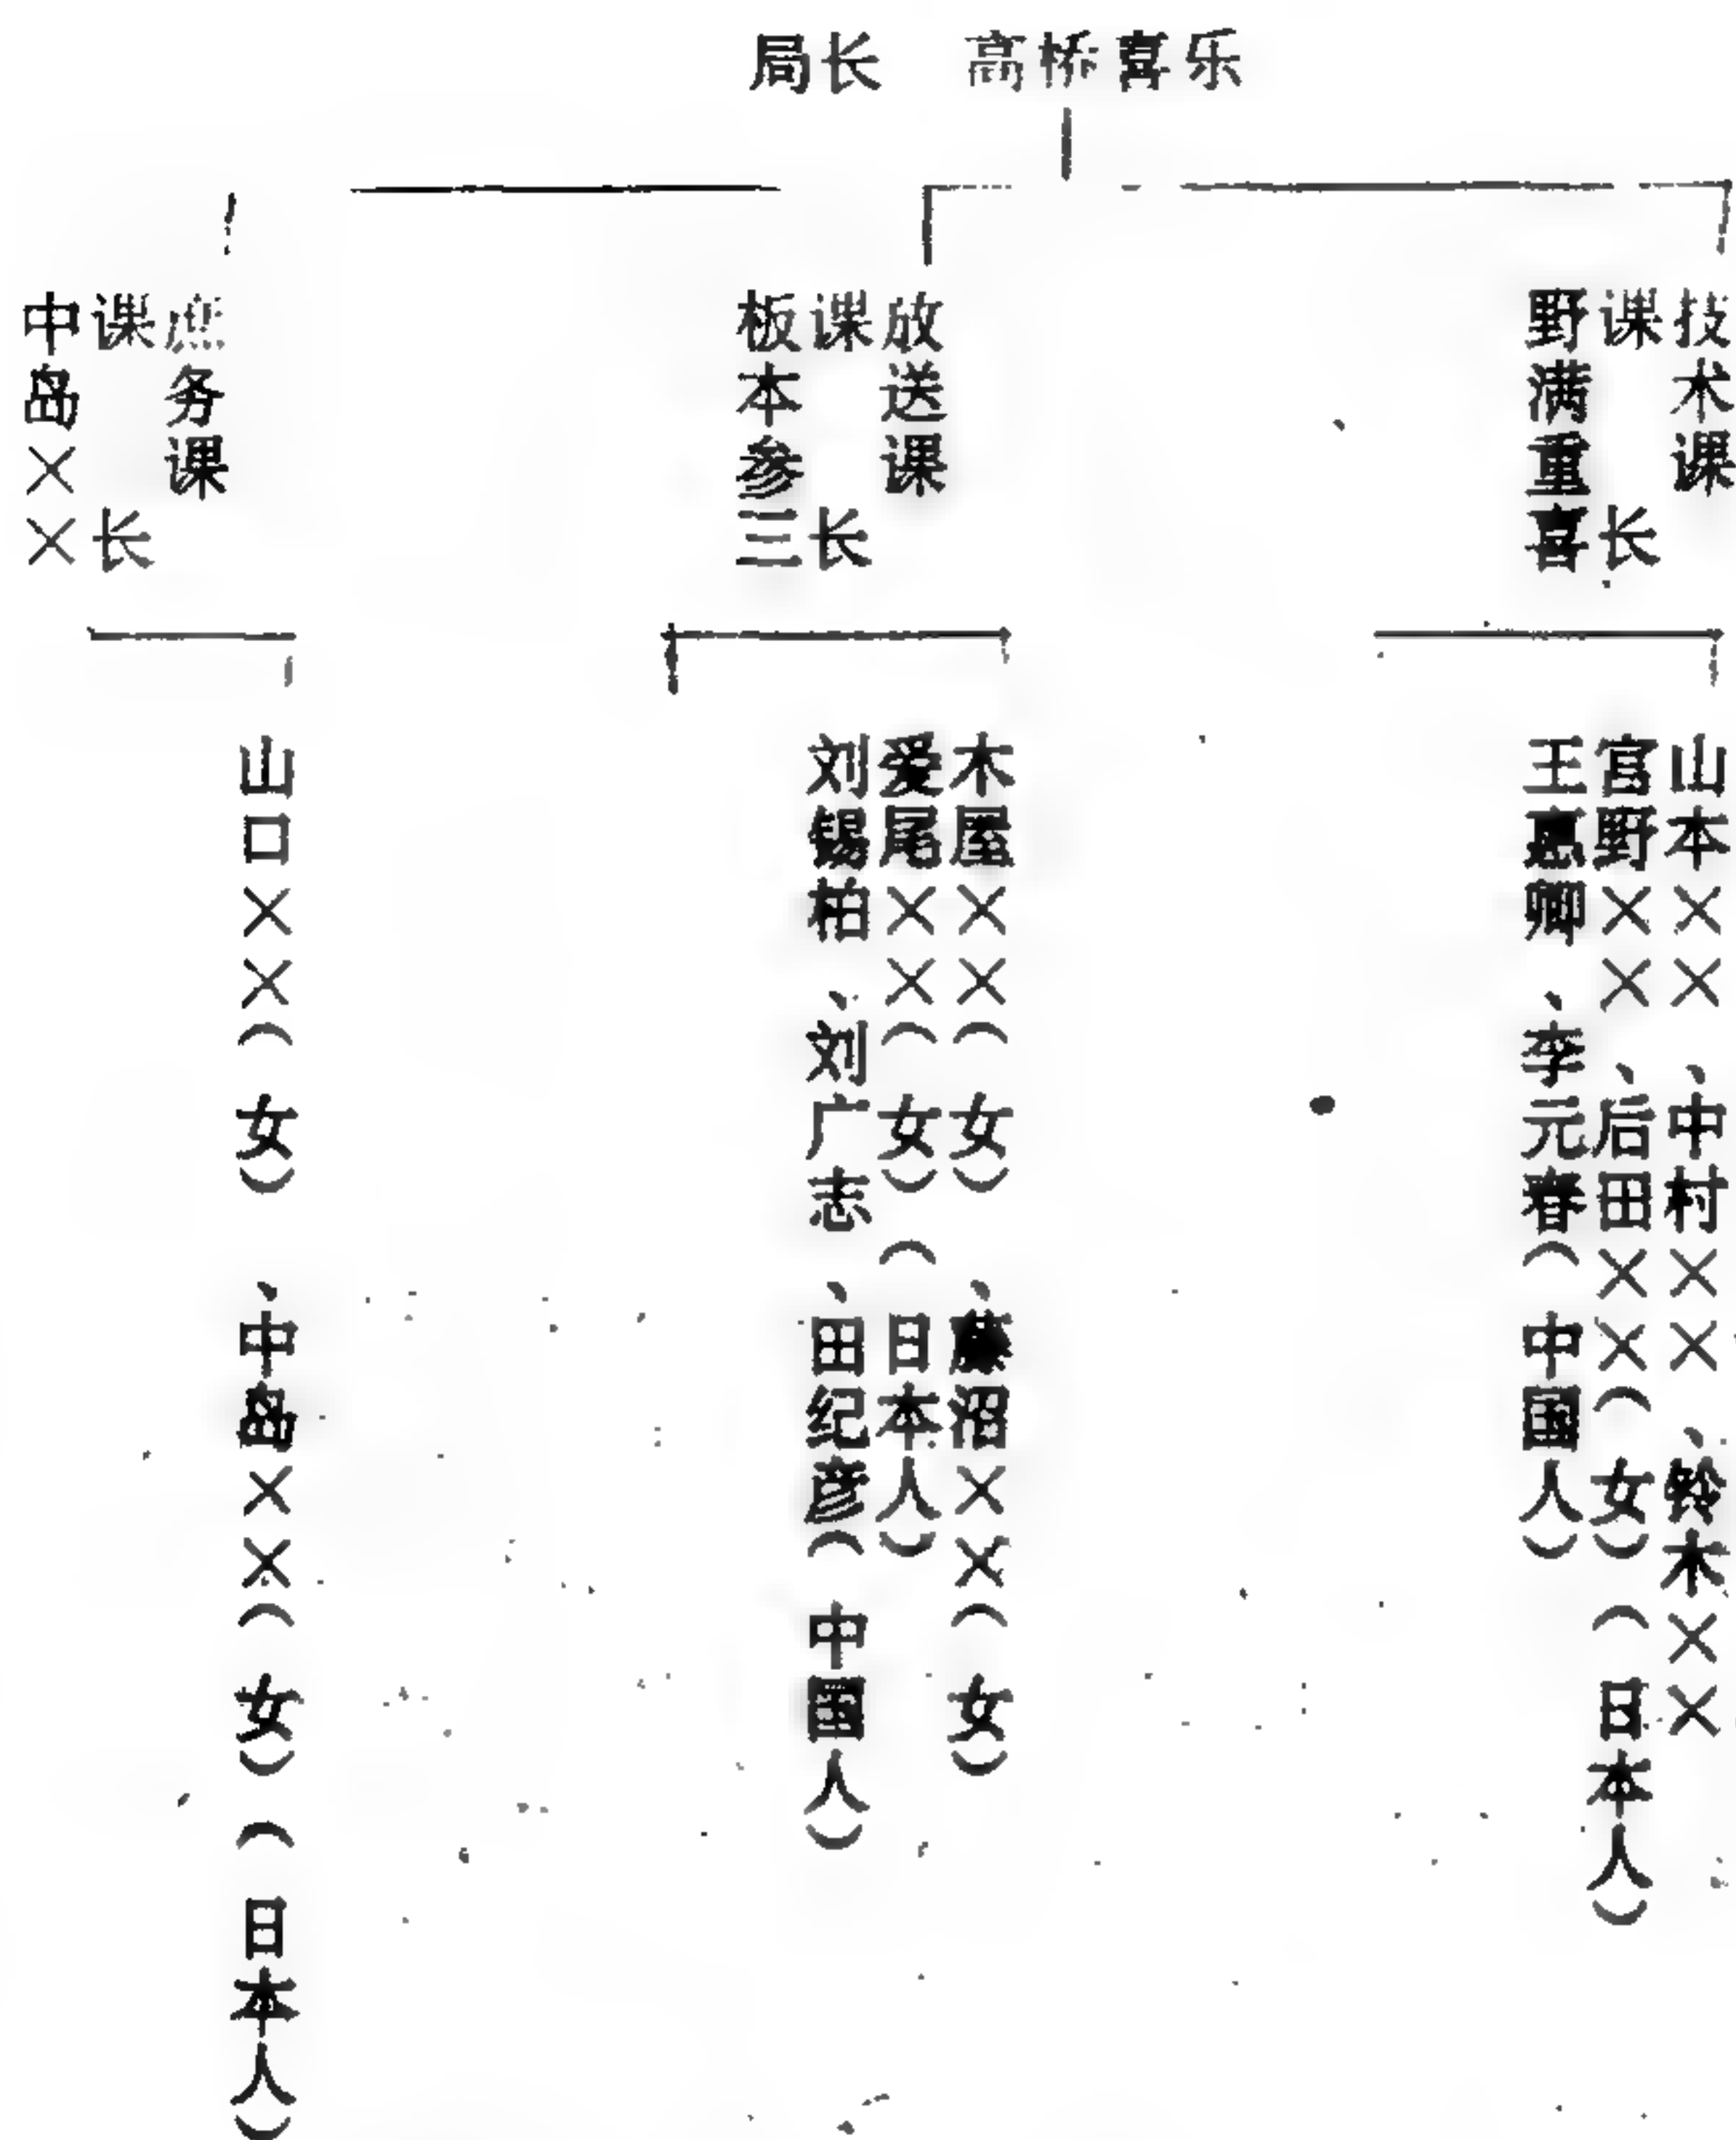 局长 高桥喜乐
技术课
课长
野满重喜
山本××、中村××、铃木××
宫野××、后田××(女)(日本人)
王惠卿、李元春(中国人)
放送课
课长
板本参三
木屋××(女)、藤沼××(女)
爱尾××(女)(日本人)
刘锡柏、刘广志、田纪彦(中国人)
庶务课
课长
中岛××
山口××(女)、中岛××(女)(日本人)